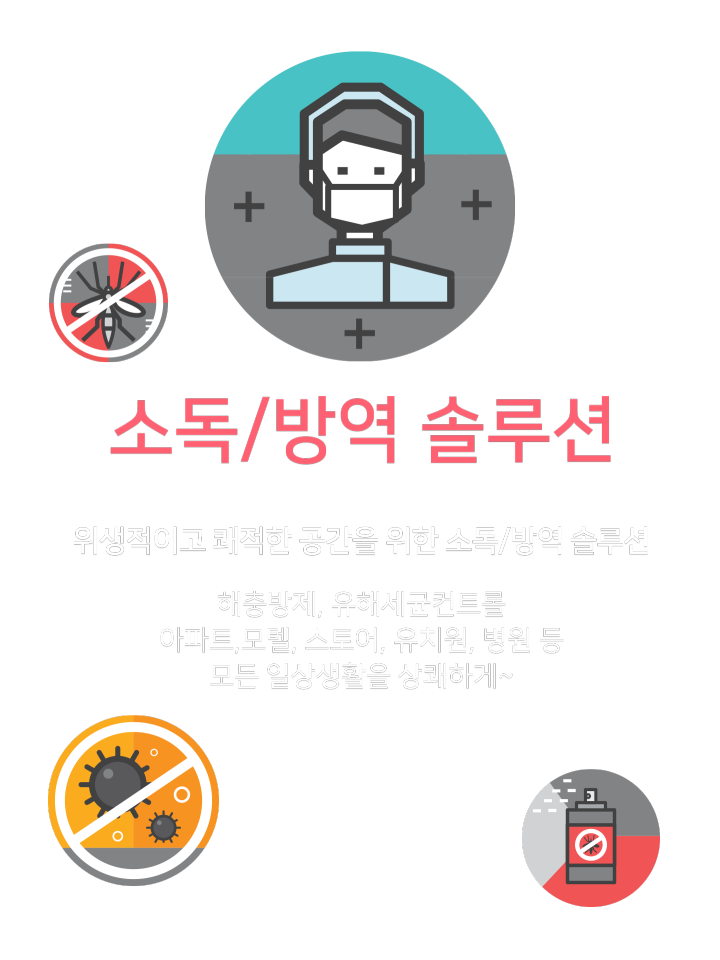 소독/방역 솔루션
위생적이고 쾌적한 공간을 위한 소독/방역 솔루션
해충방제, 유해세균컨트롤
아파트,모텔, 스토어, 유치원, 병원 등
모든 일상생활을 상쾌하게~